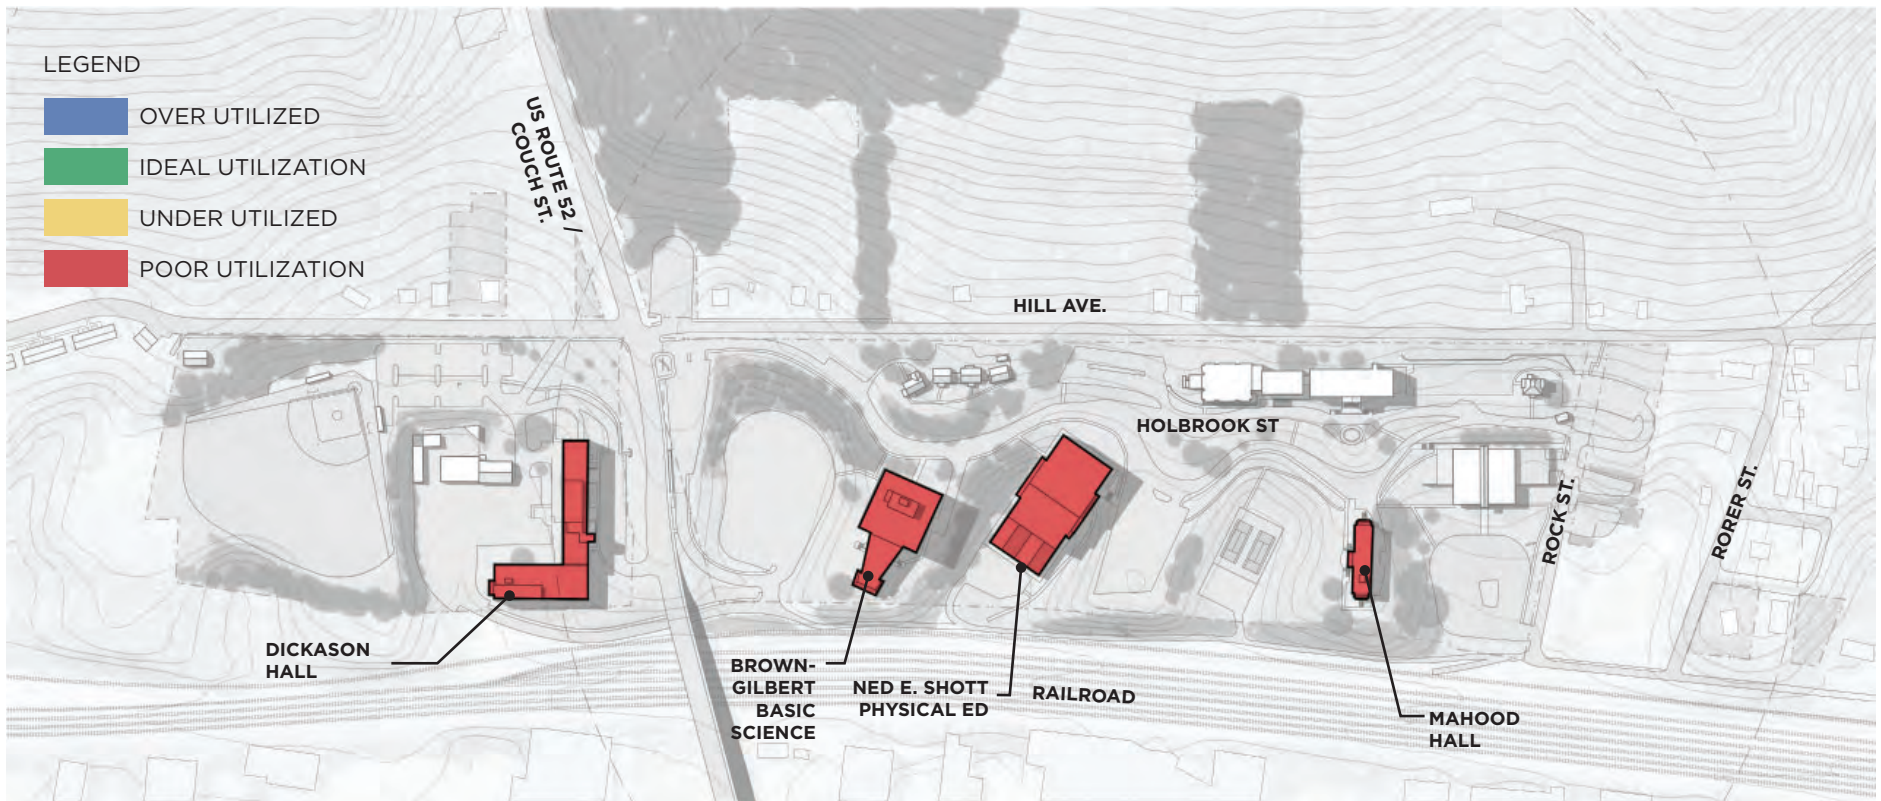 LEGEND
OVER UTILIZED
IDEAL UTILIZATION
UNDER UTILIZED
POOR UTILIZATION
US ROUTE 52 /
COUCH ST.
HILL AVE.
HOLBROOK ST
ROCK ST.
RORER ST.
DICKASON
HALL
BROWN-
GILBERT
BASIC
SCIENCE
NED E. SHOTT
PHYSICAL ED
RAILROAD
MAHOOD
HALL